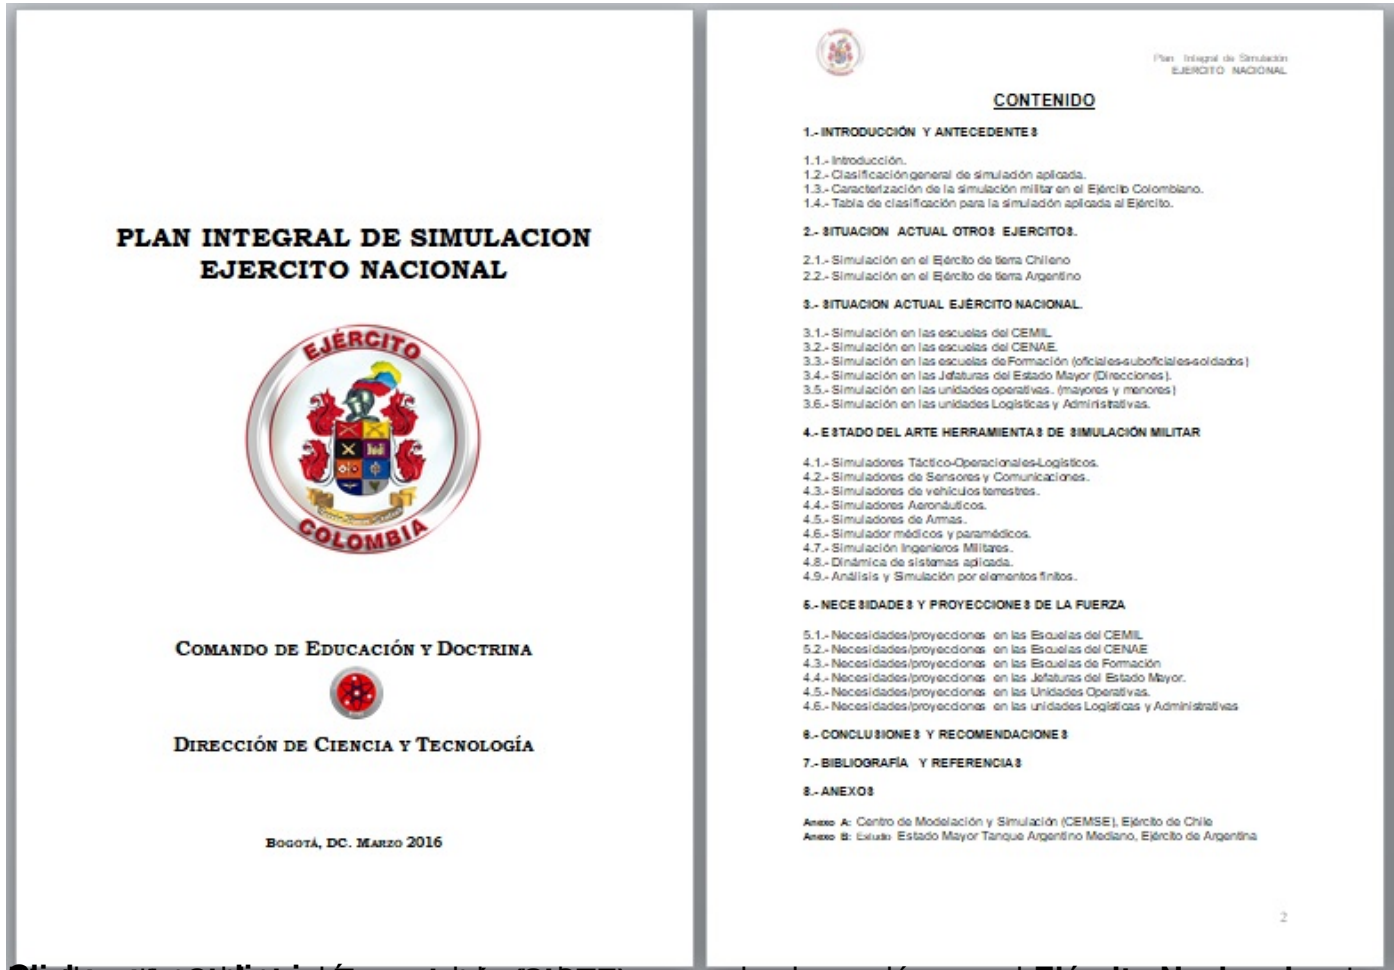 PLAN INTEGRAL DE SIMULACION
EJERCITO NACIONAL
EJÉRCITO
COLOMBIA
COMANDO DE EDUCACIÓN Y DOCTRINA
DIRECCIÓN DE CIENCIA Y TECNOLOGÍA
BOGOTÁ, DC. MARZO 2016
Plan Integral de Simulación
EJERCITO NACIONAL
CONTENIDO
1.- INTRODUCCIÓN Y ANTECEDENTES
1.1.- Introducción.
1.2.- Clasificación general de simulación aplicada.
1.3.- Caracterización de la simulación militar en el Ejército Colombiano.
1.4.- Tabla de clasificación para la simulación aplicada al Ejército.
2.- SITUACION ACTUAL OTROS EJERCITOS.
2.1.- Simulación en el Ejército de tierra Chileno
2.2.- Simulación en el Ejército de tierra Argentino
3.- SITUACION ACTUAL EJÉRCITO NACIONAL.
3.1.- Simulación en las escuelas del CEMIL
3.2.- Simulación en las escuelas del CENAE.
3.3.- Simulación en las escuelas de Formación (oficiales-suboficiales-soldados)
3.4.- Simulación en las Jefaturas del Estado Mayor (Direcciones).
3.5.- Simulación en las unidades operativas. (mayores y menores)
3.6.- Simulación en las unidades Logísticas y Administrativas.
4.- ESTADO DEL ARTE HERRAMIENTAS DE SIMULACIÓN MILITAR
4.1.- Simuladores Táctico-Operacionales-Logísticos.
4.2.- Simuladores de Sensores y Comunicaciones.
4.3.- Simuladores de vehículos terrestres.
4.4.- Simuladores Aeronáuticos.
4.5.- Simuladores de Armas.
4.6.- Simulador médicos y paramédicos.
4.7.- Simulación Ingenieros Militares.
4.8.- Dinámica de sistemas aplicada.
4.9.- Análisis y Simulación por elementos finitos.
5.- NECESIDADES Y PROYECCIONES DE LA FUERZA
5.1.- Necesidades/proyecciones en las Escuelas del CEMIL
5.2.- Necesidades/proyecciones en las Escuelas del CENAE
4.3.- Necesidades/proyecciones en las Escuelas de Formación
4.4.- Necesidades/proyecciones en las Jefaturas del Estado Mayor.
4.5.- Necesidades/proyecciones en las Unidades Operativas.
4.6.- Necesidades/proyecciones en las unidades Logísticas y Administrativas
6.- CONCLUSIONES Y RECOMENDACIONES
7.- BIBLIOGRAFÍA Y REFERENCIAS
8.- ANEXOS
Anexo A: Centro de Modelación y Simulación (CEMSE), Ejército de Chile
Anexo B: Estudio Estado Mayor Tanque Argentino Mediano, Ejército de Argentina
2